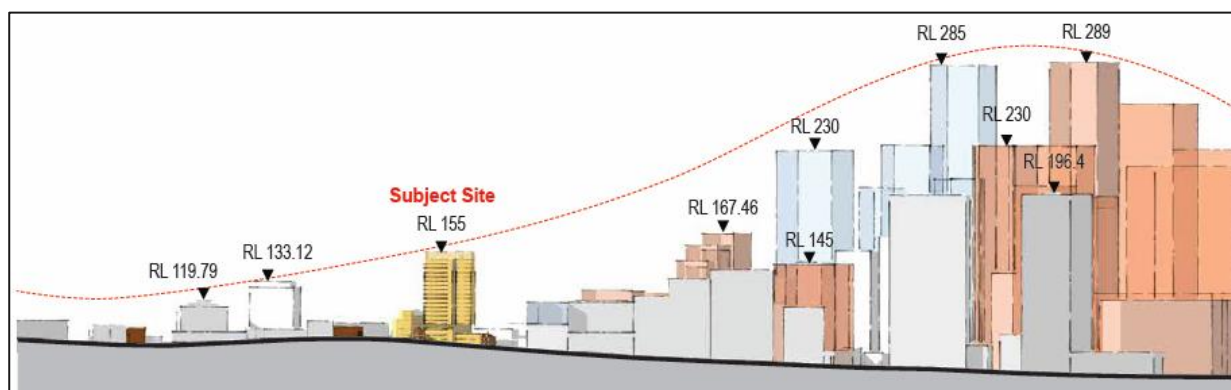 RL 285
RL 289
RL 230
RL 230
RL 196.4
Subject Site
RL 155
RL 167.46
RL 133.12
RL 145
RL 119.79